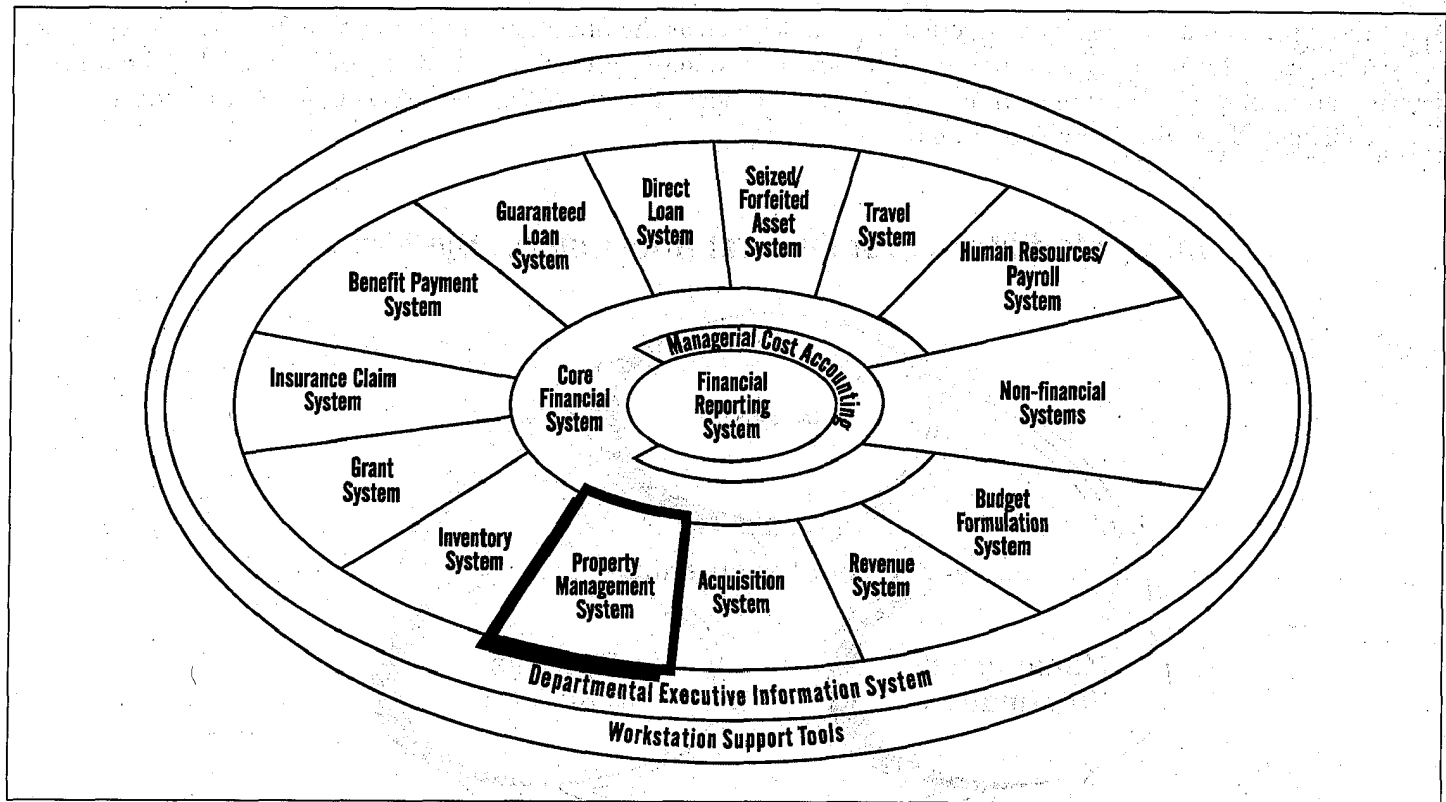 Seized/
Forfeited
Asset
System
Direct
Loan
System
Travel
System
Guaranteed
Loan
System
Human Resources/
Payroll
System
Benefit Payment
System
Managerial Cost Accounting
Insurance Claim
System
Core
Financial
System
Financial
Reporting
System
Non-financial
Systems
Grant
System
Budget
Formulation
System
Inventory
System
Property
Management
System
Acquisition
System
Revenue
System
Departmental Executive Information System
Workstation Support Tools